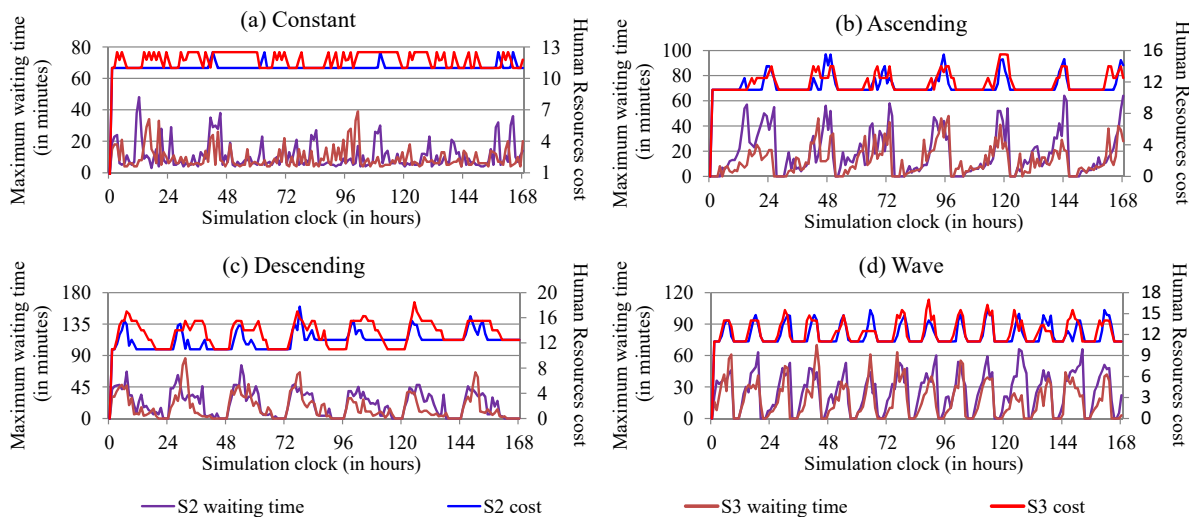 (a) Constant
Maximum waiting time
(in minutes)
80
60
40
20
0
13
10
7
4
1
Human Resources
cost
0 24 48 72 96 120 144 168
Simulation clock (in hours)
(b) Ascending
Maximum waiting time
(in minutes)
100
80
60
40
20
0
16
12
8
4
0
Human Resources cost
0 24 48 72 96 120 144 168
Simulation clock (in hours)
(c) Descending
Maximum waiting time
(in minutes)
180
135
90
45
0
20
16
12
8
4
0
Human Resources cost
0 24 48 72 96 120 144 168
Simulation clock (in hours)
(d) Wave
Maximum waiting time
(in minutes)
120
90
60
30
0
18
15
12
9
6
3
0
Human Resources cost
0 24 48 72 96 120 144 168
Simulation clock (in hours)
S2 waiting time
S2 cost
S3 waiting time
S3 cost